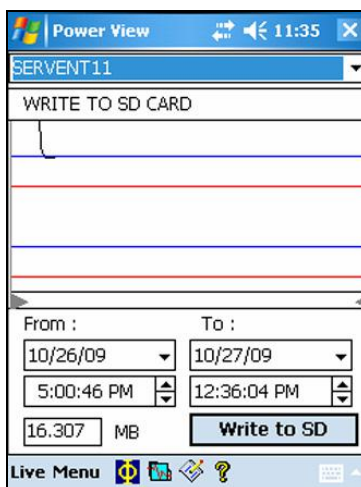 Power View 11:35
SERVENT11
WRITE TO SD CARD
From : To :
10/26/09 10/27/09
5:00:46 PM 12:36:04 PM
16.307 MB Write to SD
Live Menu